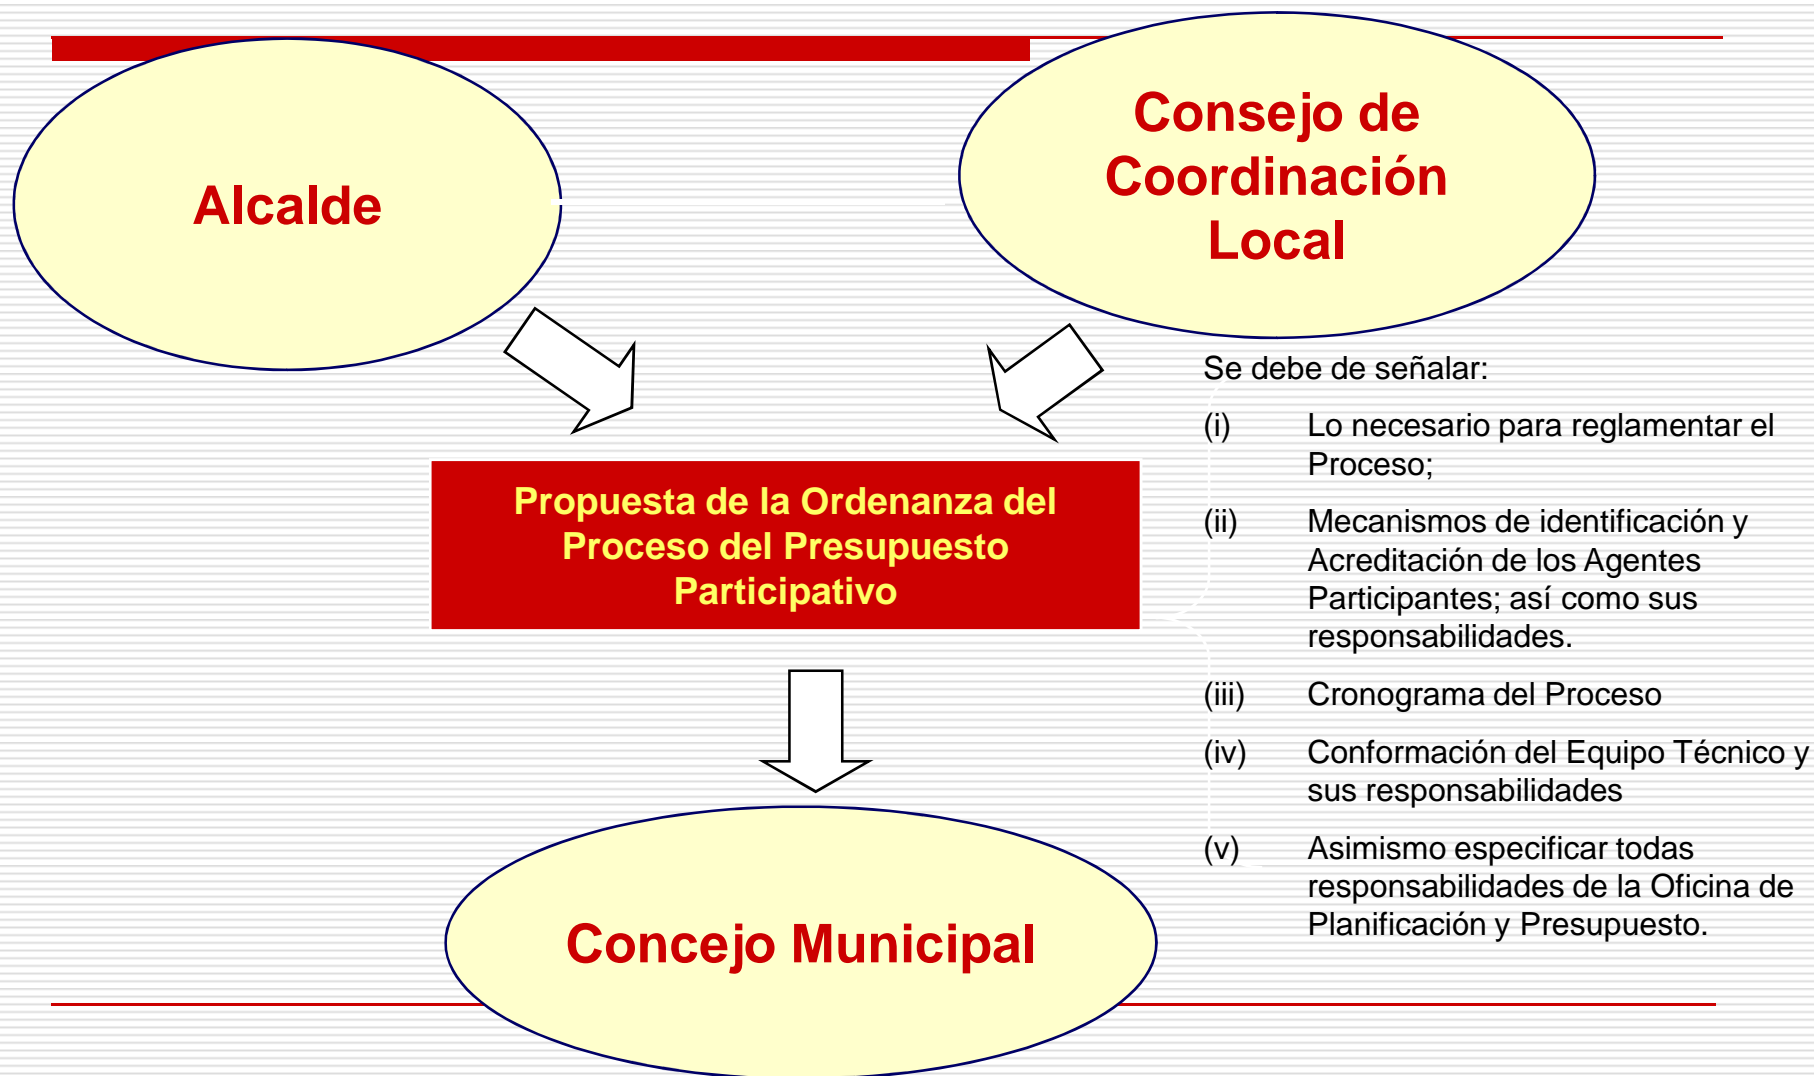 Alcalde
Consejo de
Coordinación
Local
Propuesta de la Ordenanza del
Proceso del Presupuesto
Participativo
Concejo Municipal
Se debe de señalar:
(i) Lo necesario para reglamentar el
Proceso;
(ii) Mecanismos de identificación y
Acreditación de los Agentes
Participantes; así como sus
responsabilidades.
(iii) Cronograma del Proceso
(iv) Conformación del Equipo Técnico y
sus responsabilidades
(v) Asimismo especificar todas
responsabilidades de la Oficina de
Planificación y Presupuesto.